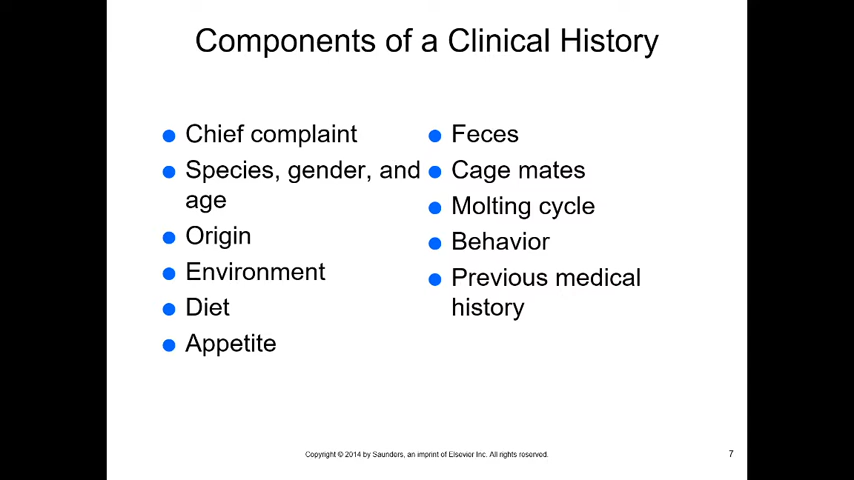 Components of a Clinical History
Chief complaint
Species, gender, and
age
Origin
Environment
Diet
Appetite
Feces
Cage mates
Molting cycle
Behavior
Previous medical
history
Copyright © 2014 by Saunders, an imprint of Elsevier Inc. All rights reserved.
7